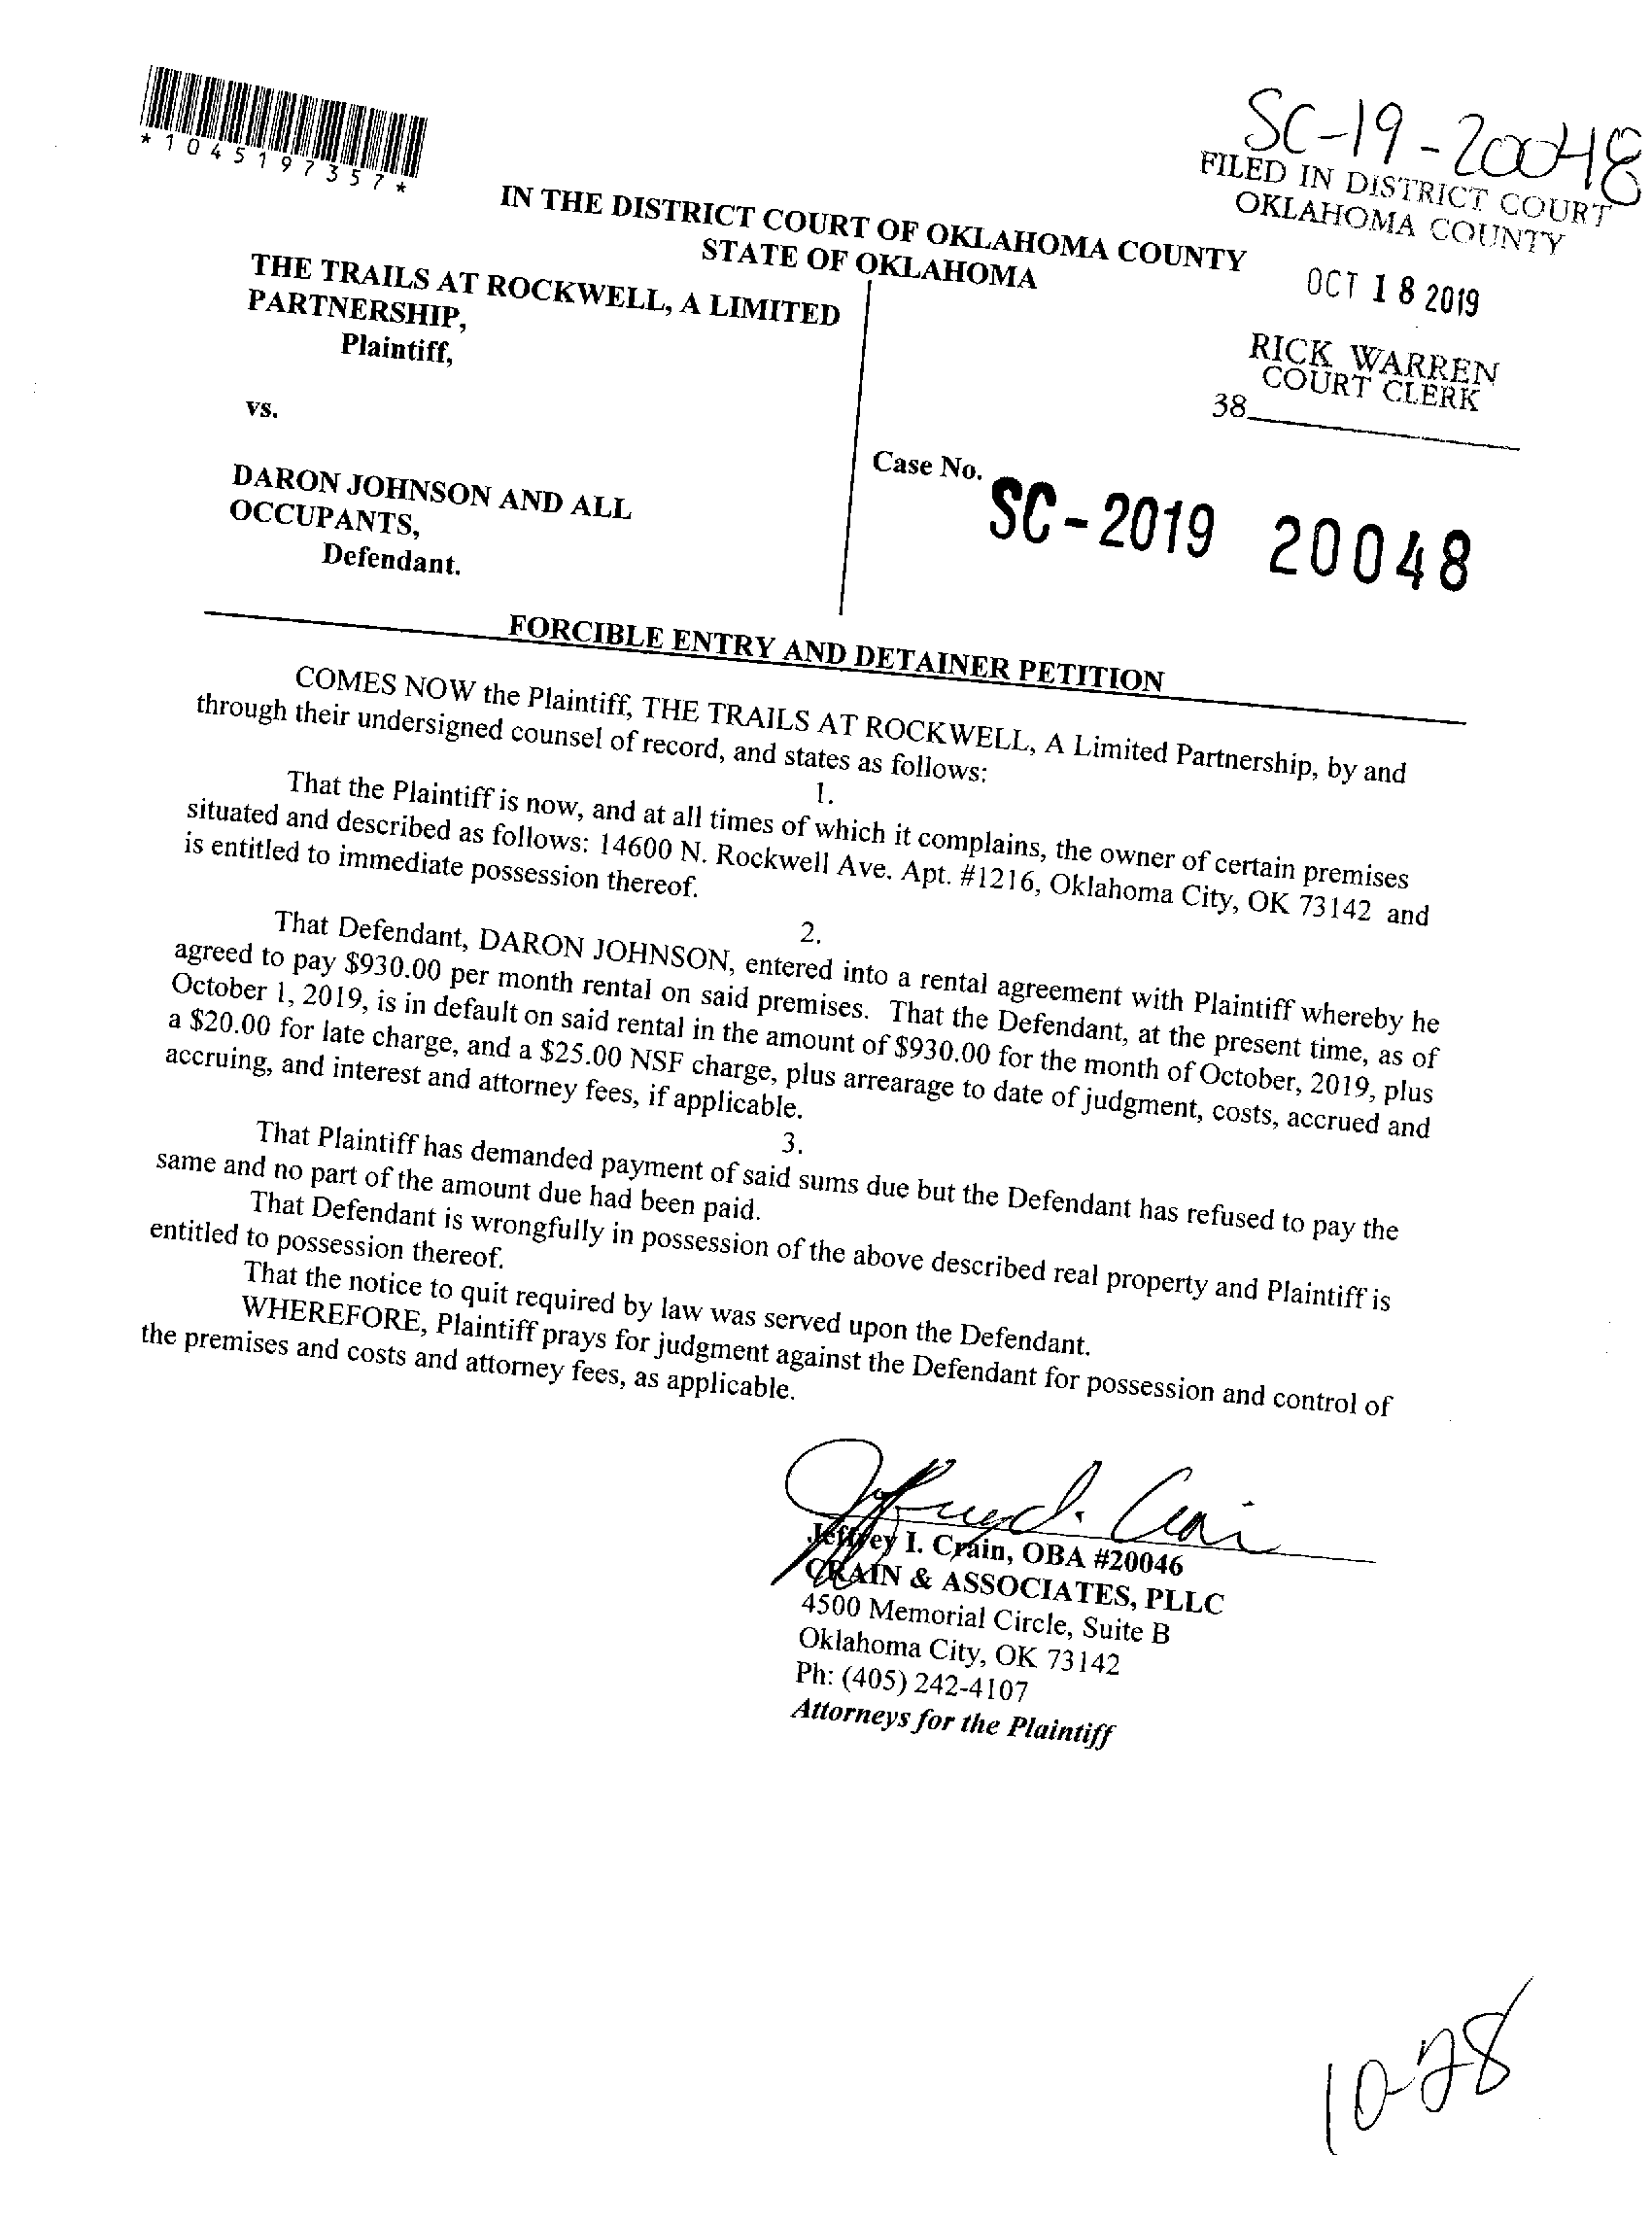 *1045197357*
SC-19-20048
FILED IN DISTRICT COURT
OKLAHOMA COUNTY
OCT 18 2019
RICK WARREN
COURT CLERK
38
IN THE DISTRICT COURT OF OKLAHOMA COUNTY
STATE OF OKLAHOMA
THE TRAILS AT ROCKWELL, A LIMITED
PARTNERSHIP,
Plaintiff,
vs.
DARON JOHNSON AND ALL
OCCUPANTS,
Defendant.
Case No.
SC-2019 20048
FORCIBLE ENTRY AND DETAINER PETITION
COMES NOW the Plaintiff, THE TRAILS AT ROCKWELL, A Limited Partnership, by and
through their undersigned counsel of record, and states as follows:
1.
That the Plaintiff is now, and at all times of which it complains, the owner of certain premises
situated and described as follows: 14600 N. Rockwell Ave. Apt. #1216, Oklahoma City, OK 73142 and
is entitled to immediate possession thereof.
2.
That Defendant, DARON JOHNSON, entered into a rental agreement with Plaintiff whereby he
agreed to pay $930.00 per month rental on said premises. That the Defendant, at the present time, as of
October 1, 2019, is in default on said rental in the amount of $930.00 for the month of October, 2019, plus
a $20.00 for late charge, and a $25.00 NSF charge, plus arrearage to date of judgment, costs, accrued and
accruing, and interest and attorney fees, if applicable.
3.
That Plaintiff has demanded payment of said sums due but the Defendant has refused to pay the
same and no part of the amount due had been paid.
That Defendant is wrongfully in possession of the above described real property and Plaintiff is
entitled to possession thereof.
That the notice to quit required by law was served upon the Defendant.
WHEREFORE, Plaintiff prays for judgment against the Defendant for possession and control of
the premises and costs and attorney fees, as applicable.
Jeffrey I. Crain, OBA #20046
CRAIN & ASSOCIATES, PLLC
4500 Memorial Circle, Suite B
Oklahoma City, OK 73142
Ph: (405) 242-4107
Attorneys for the Plaintiff
10-28